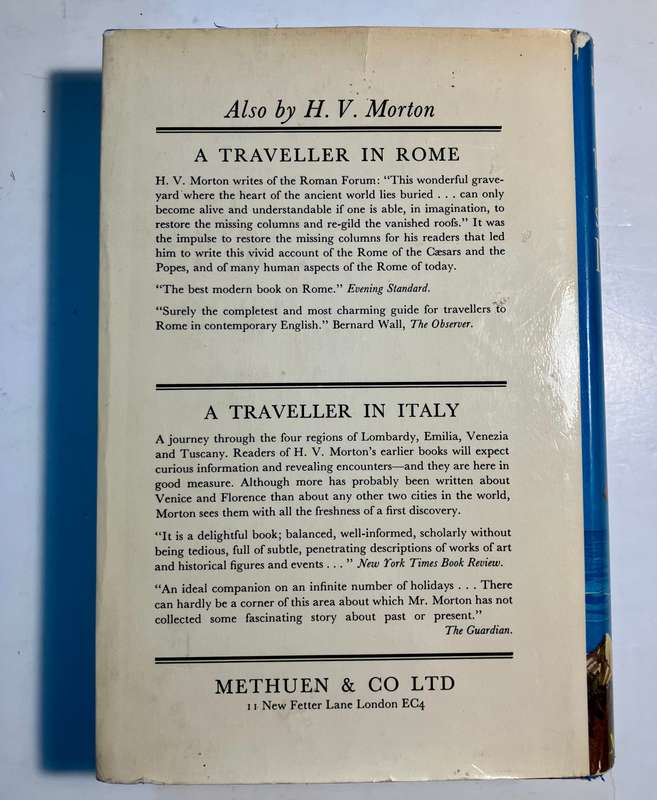 Also by H. V. Morton
A TRAVELLER IN ROME
H. V. Morton writes of the Roman Forum: “This wonderful grave-
yard where the heart of the ancient world lies buried . . . can only
become alive and understandable if one is able, in imagination, to
restore the missing columns and re-gild the vanished roofs.” It was
the impulse to restore the missing columns for his readers that led
him to write this vivid account of the Rome of the Cæsars and the
Popes, and of many human aspects of the Rome of today.
“The best modern book on Rome.” Evening Standard.
“Surely the completest and most charming guide for travellers to
Rome in contemporary English.” Bernard Wall, The Observer.
A TRAVELLER IN ITALY
A journey through the four regions of Lombardy, Emilia, Venezia
and Tuscany. Readers of H. V. Morton’s earlier books will expect
curious information and revealing encounters—and they are here in
good measure. Although more has probably been written about
Venice and Florence than about any other two cities in the world,
Morton sees them with all the freshness of a first discovery.
“It is a delightful book; balanced, well-informed, scholarly without
being tedious, full of subtle, penetrating descriptions of works of art
and historical figures and events . . . ” New York Times Book Review.
“An ideal companion on an infinite number of holidays . . . There
can hardly be a corner of this area about which Mr. Morton has not
collected some fascinating story about past or present.”
The Guardian.
METHUEN & CO LTD
11 New Fetter Lane London EC4